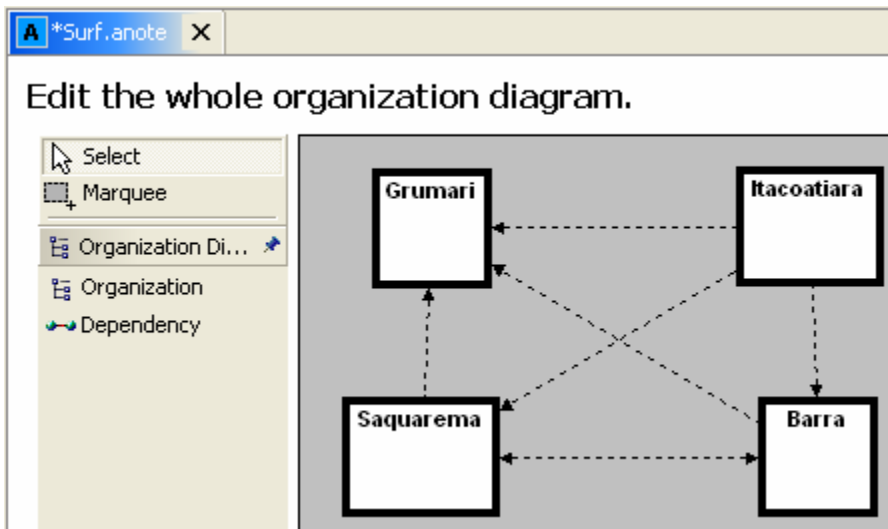 A *Surf.anote X
Edit the whole organization diagram.
Select
Marquee
Organization Di...
Organization
Dependency
Grumari
Itacoatiara
Saquarema
Barra